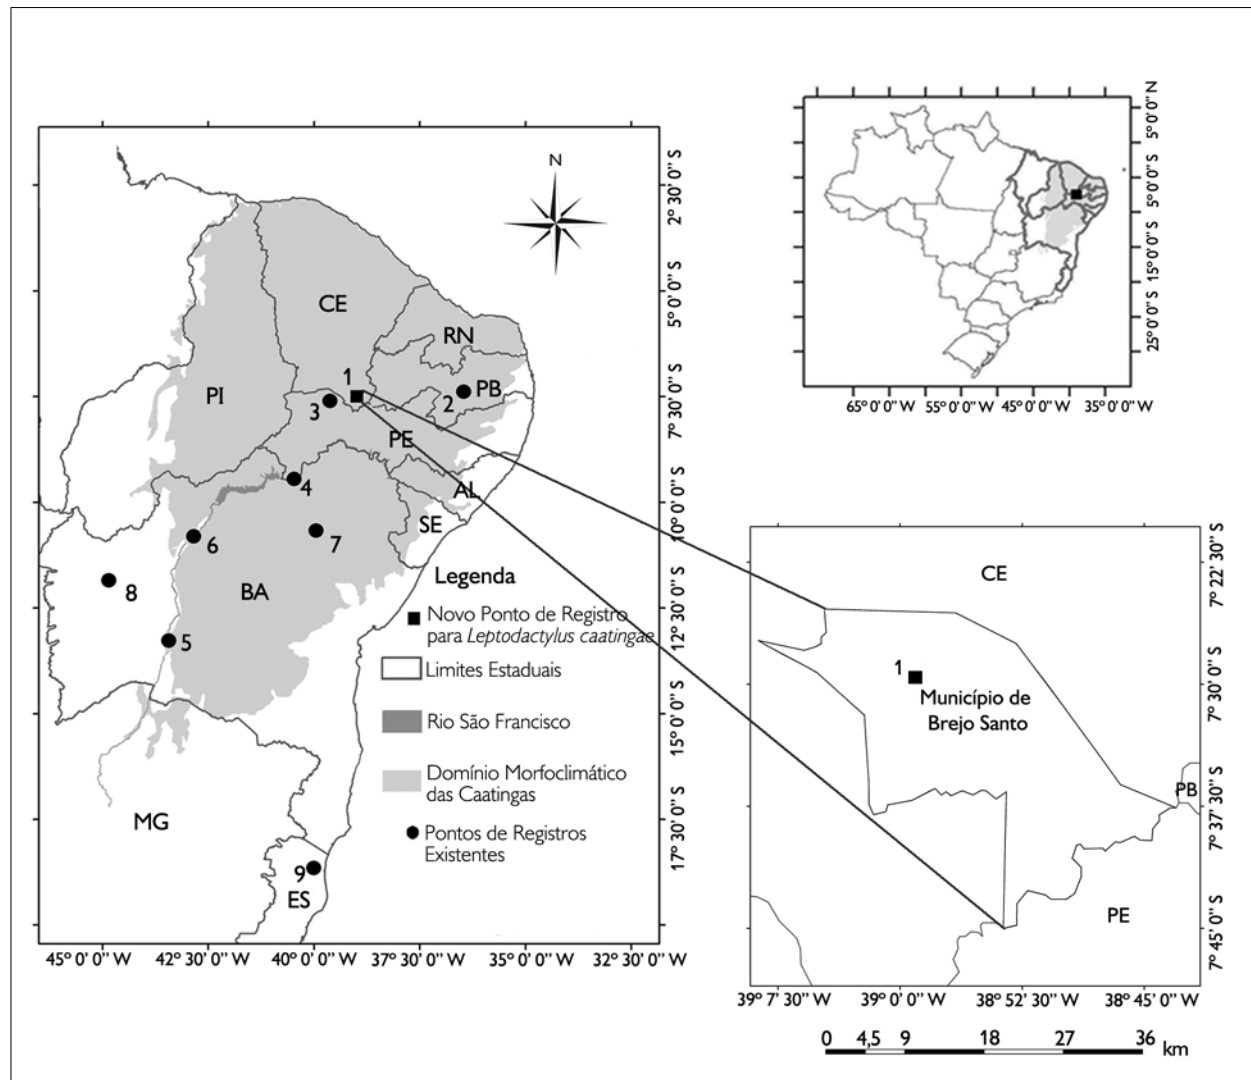 N
2° 30' 0" S
5° 0' 0" S
7° 30' 0" S
10° 0' 0" S
12° 30' 0" S
15° 0' 0" S
17° 30' 0" S
CE
RN
PB
PI
PE
AL
SE
BA
MG
ES
1
2
3
4
5
6
7
8
9
Legenda
Novo Ponto de Registro
para Leptodactylus caatingae
Limites Estaduais
Rio São Francisco
Domínio Morfoclimático
das Caatingas
Pontos de Registros
Existentes
45° 0' 0" W
42° 30' 0" W
40° 0' 0" W
37° 30' 0" W
35° 0' 0" W
32° 30' 0" W
5° 0' 0" N
5° 0' 0" S
15° 0' 0" S
25° 0' 0" S
65° 0' 0" W
55° 0' 0" W
45° 0' 0" W
35° 0' 0" W
CE
1
Município de
Brejo Santo
PB
PE
7° 22' 30" S
7° 30' 0" S
7° 37' 30" S
7° 45' 0" S
39° 7' 30" W
39° 0' 0" W
38° 52' 30" W
38° 45' 0" W
0 4,5 9 18 27 36
km